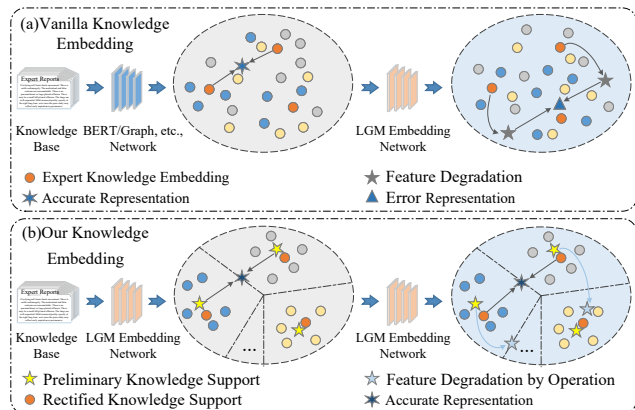 (a)Vanilla Knowledge
Embedding
Expert Reports
Knowledge
Base
BERT/Graph, etc.,
Network
LGM Embedding
Network
Expert Knowledge Embedding
Feature Degradation
Accurate Representation
Error Representation
(b)Our Knowledge
Embedding
Expert Reports
Knowledge
Base
LGM Embedding
Network
...
LGM Embedding
Network
...
Preliminary Knowledge Support
Feature Degradation by Operation
Rectified Knowledge Support
Accurate Representation